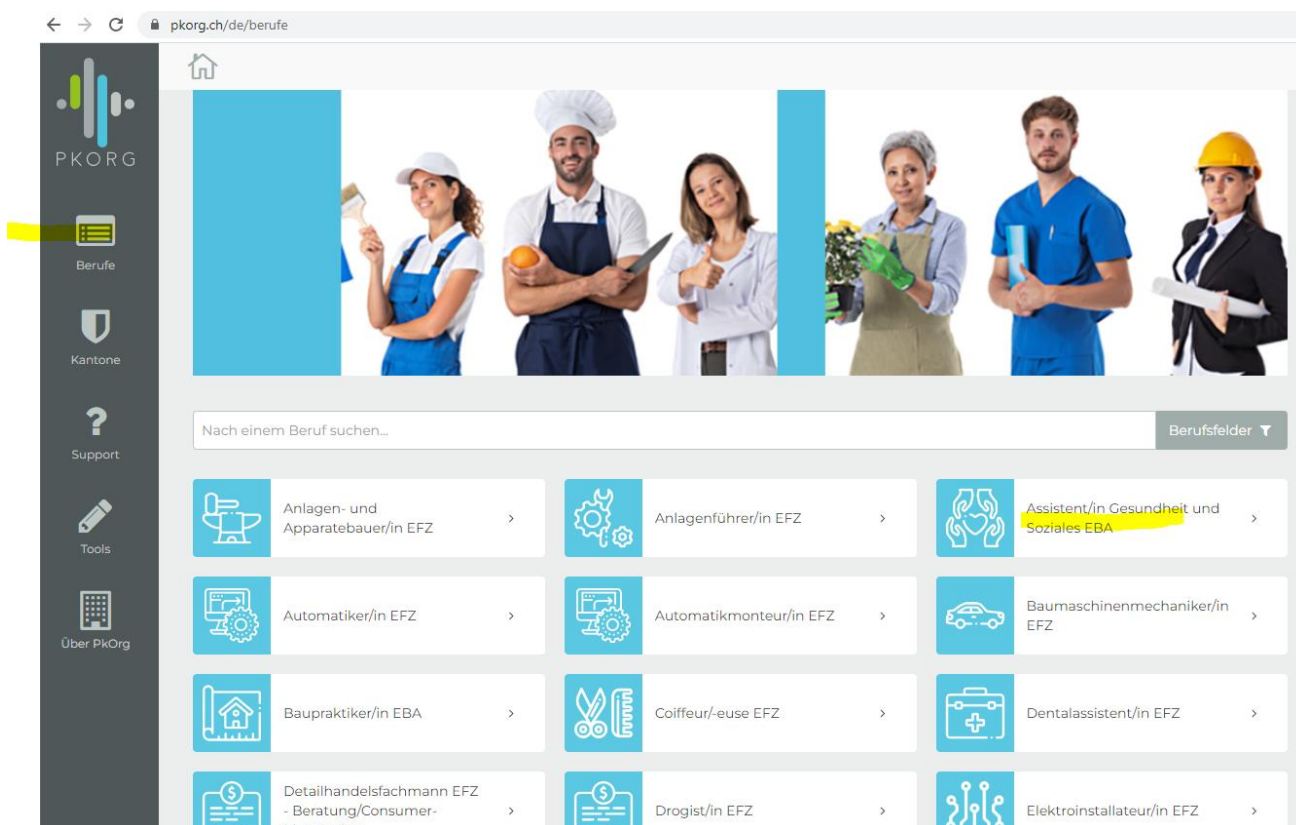 pkorg.ch/de/berufe
PKORG
Berufe
Kantone
Support
Tools
Über PkOrg
Nach einem Beruf suchen...
Berufsfelder
Anlagen- und
Apparatebauer/in EFZ
Anlagenführer/in EFZ
Assistent/in Gesundheit und
Soziales EBA
Automatiker/in EFZ
Automatikmonteur/in EFZ
Baumaschinenmechaniker/in
EFZ
Baupraktiker/in EBA
Coiffeur/-euse EFZ
Dentalassistent/in EFZ
Detailhandelsfachmann EFZ
- Beratung/Consumer-
Drogist/in EFZ
Elektroinstallateur/in EFZ